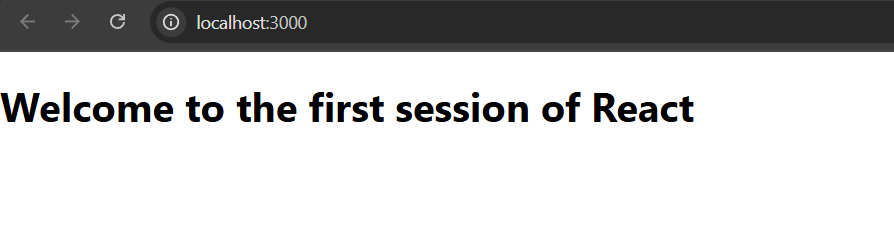 localhost:3000
Welcome to the first session of React